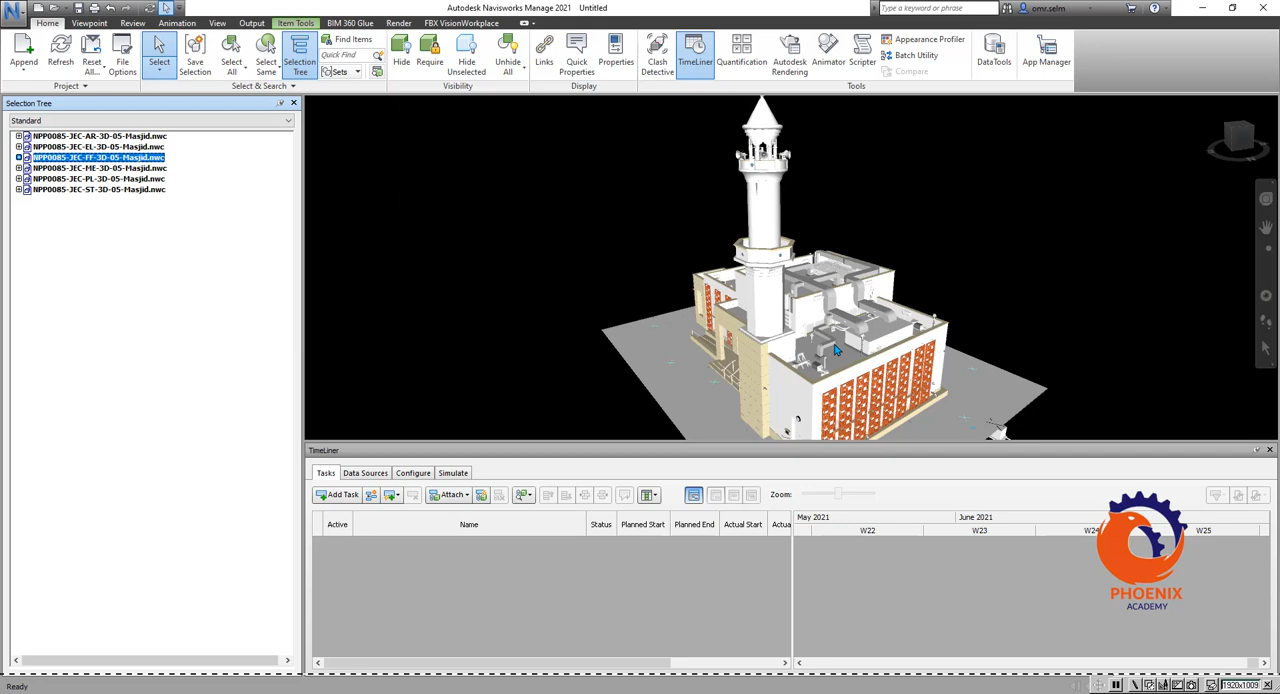 Autodesk Navisworks Manage 2021 Untitled
Type a keyword or phrase
omr.selm
Home Viewpoint Review Animation View Output Item Tools BIM 360 Glue Render FBX VisionWorkplace
Append
Refresh
Reset All...
File Options
Project
Select
Save Selection
Select All
Select Same
Selection Tree
Find Items
Quick Find
Sets
Select & Search
Hide
Require
Hide Unselected
Unhide All
Visibility
Links
Quick Properties
Properties
Display
Clash Detective
TimeLiner
Quantification
Autodesk Rendering
Animator
Scripter
Appearance Profiler
Batch Utility
Compare
Tools
DataTools
App Manager
Selection Tree
Standard
NPP0085-JEC-AR-3D-05-Masjid.nwc
NPP0085-JEC-EL-3D-05-Masjid.nwc
NPP0085-JEC-FF-3D-05-Masjid.nwc
NPP0085-JEC-ME-3D-05-Masjid.nwc
NPP0085-JEC-PL-3D-05-Masjid.nwc
NPP0085-JEC-ST-3D-05-Masjid.nwc
TimeLiner
Tasks Data Sources Configure Simulate
Add Task Attach Zoom:
Active Name Status Planned Start Planned End Actual Start Actua
May 2021 June 2021
W22 W23 W24 W25
PHOENIX
ACADEMY
Ready
1920x1009